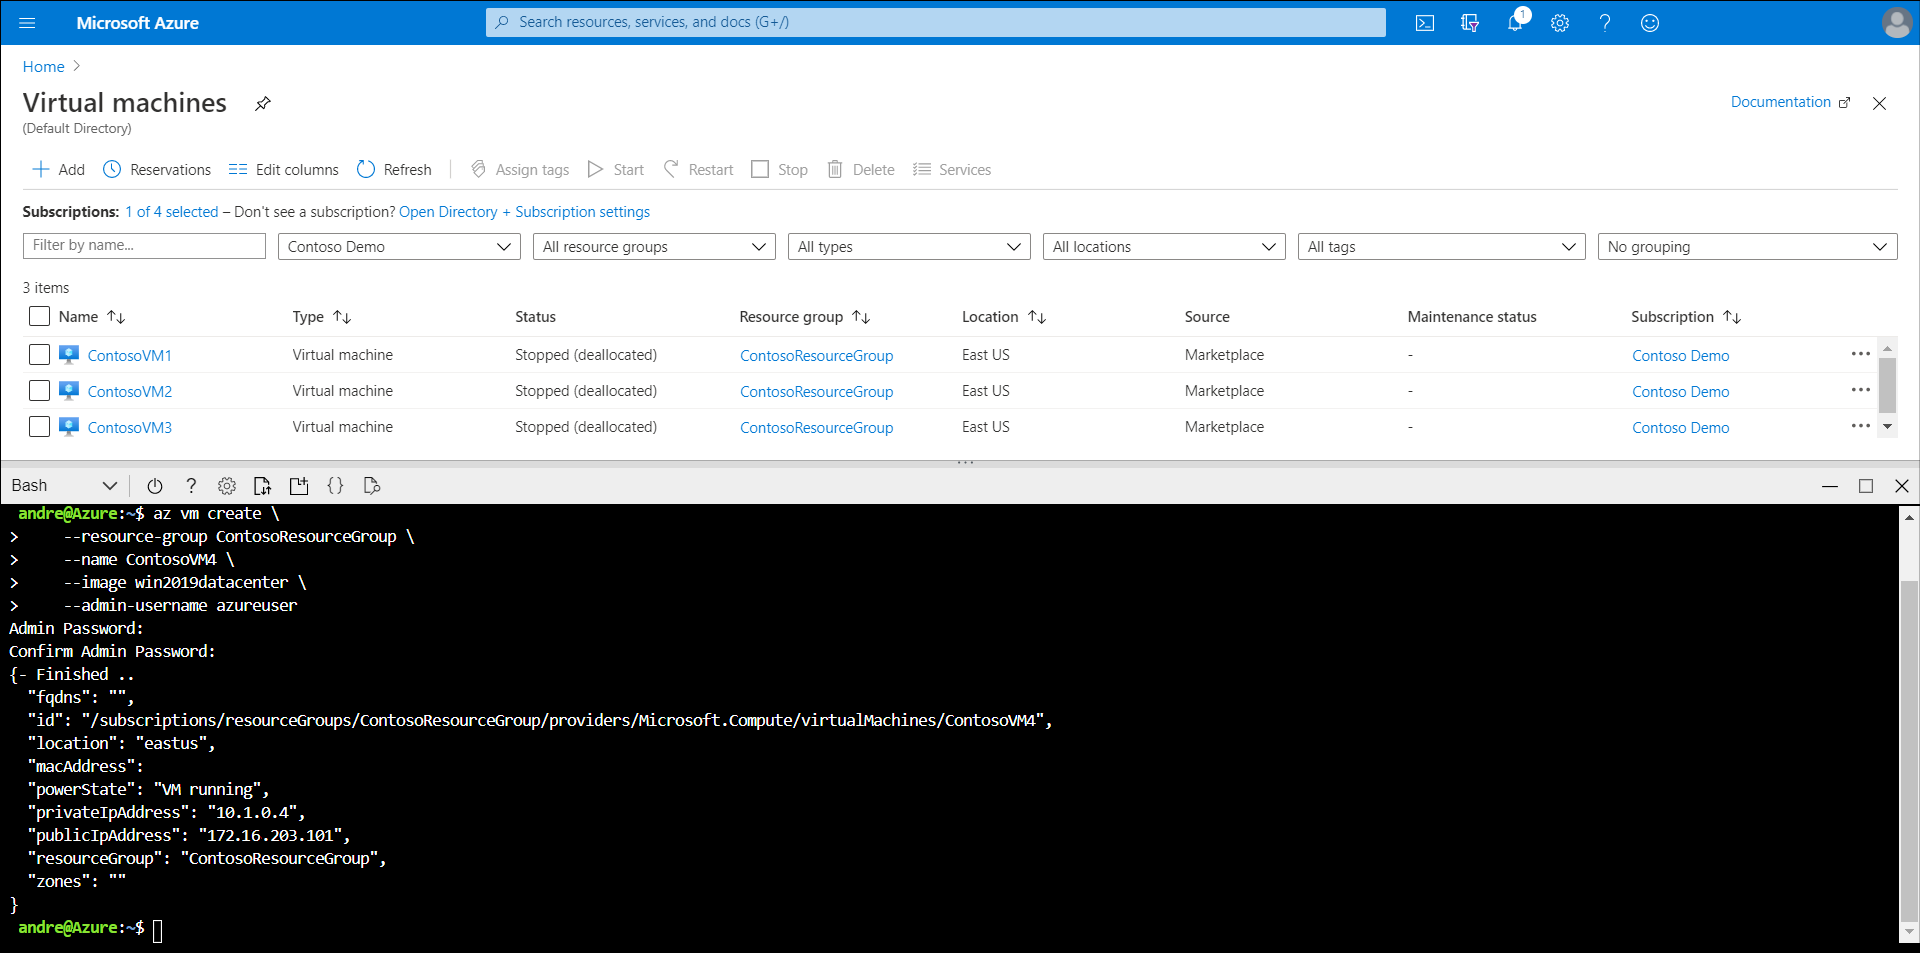 Microsoft Azure
Search resources, services, and docs (G+/)
1
Home
Virtual machines
(Default Directory)
Documentation
Add Reservations Edit columns Refresh Assign tags Start Restart Stop Delete Services
Subscriptions: 1 of 4 selected – Don't see a subscription? Open Directory + Subscription settings
Filter by name... Contoso Demo All resource groups All types All locations All tags No grouping
3 items
Name Type Status Resource group Location Source Maintenance status Subscription
ContosoVM1 Virtual machine Stopped (deallocated) ContosoResourceGroup East US Marketplace - Contoso Demo
ContosoVM2 Virtual machine Stopped (deallocated) ContosoResourceGroup East US Marketplace - Contoso Demo
ContosoVM3 Virtual machine Stopped (deallocated) ContosoResourceGroup East US Marketplace - Contoso Demo
Bash
andre@Azure:~$ az vm create \
> --resource-group ContosoResourceGroup \
> --name ContosoVM4 \
> --image win2019datacenter \
> --admin-username azureuser
Admin Password:
Confirm Admin Password:
{- Finished ..
"fqdns": "",
"id": "/subscriptions/resourceGroups/ContosoResourceGroup/providers/Microsoft.Compute/virtualMachines/ContosoVM4",
"location": "eastus",
"macAddress":
"powerState": "VM running",
"privateIpAddress": "10.1.0.4",
"publicIpAddress": "172.16.203.101",
"resourceGroup": "ContosoResourceGroup",
"zones": ""
}
andre@Azure:~$